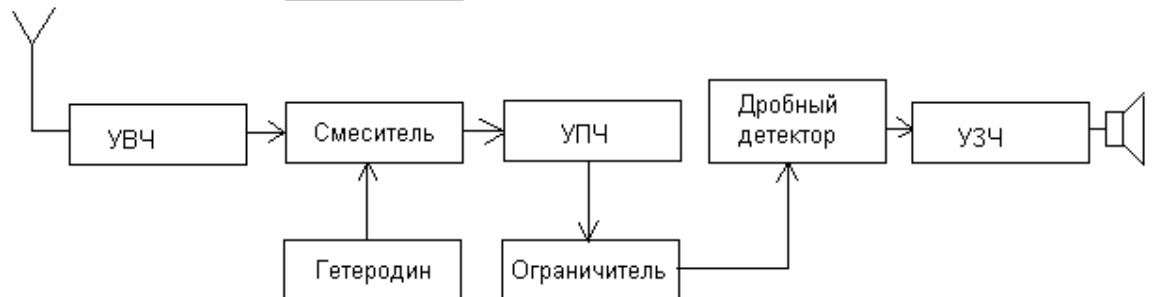 УВЧ
Смеситель
УПЧ
Дробный
детектор
УЗЧ
Гетеродин
Ограничитель